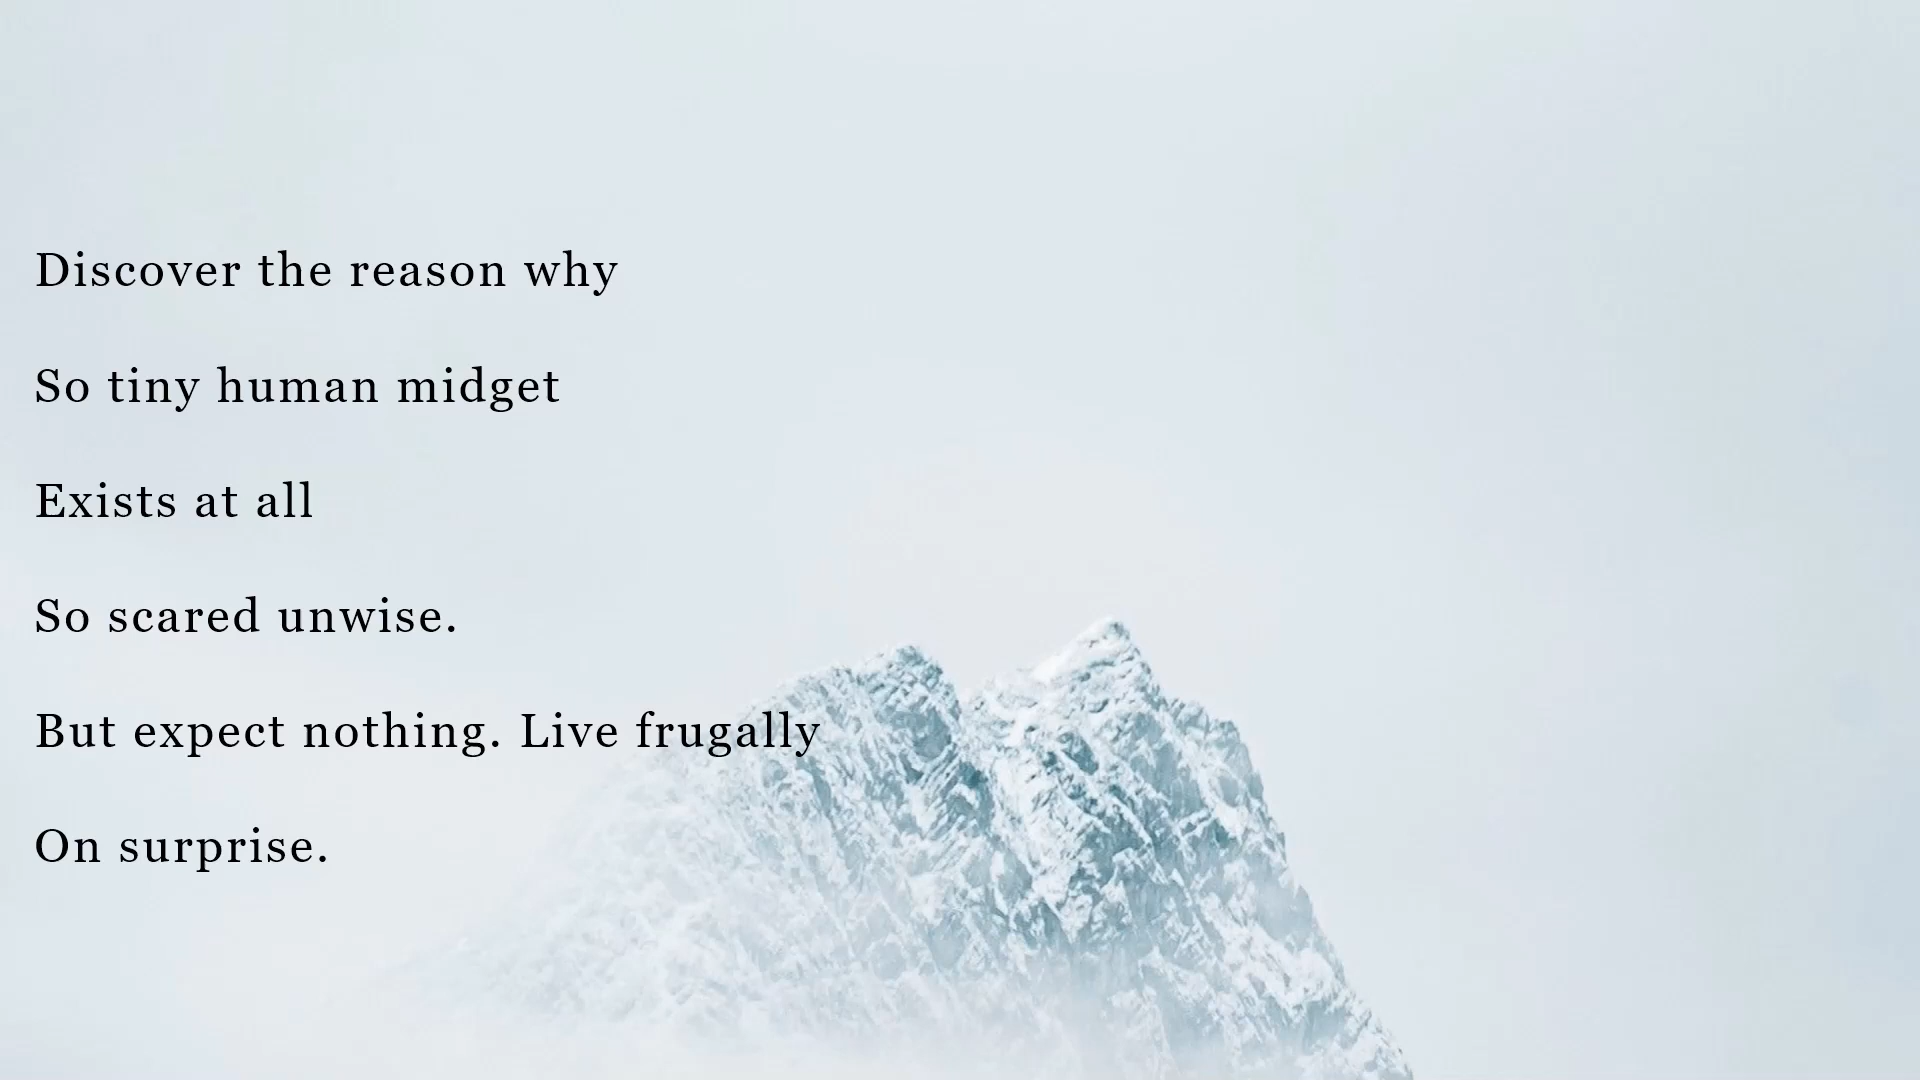 Discover the reason why
So tiny human midget
Exists at all
So scared unwise.
But expect nothing. Live frugally
On surprise.